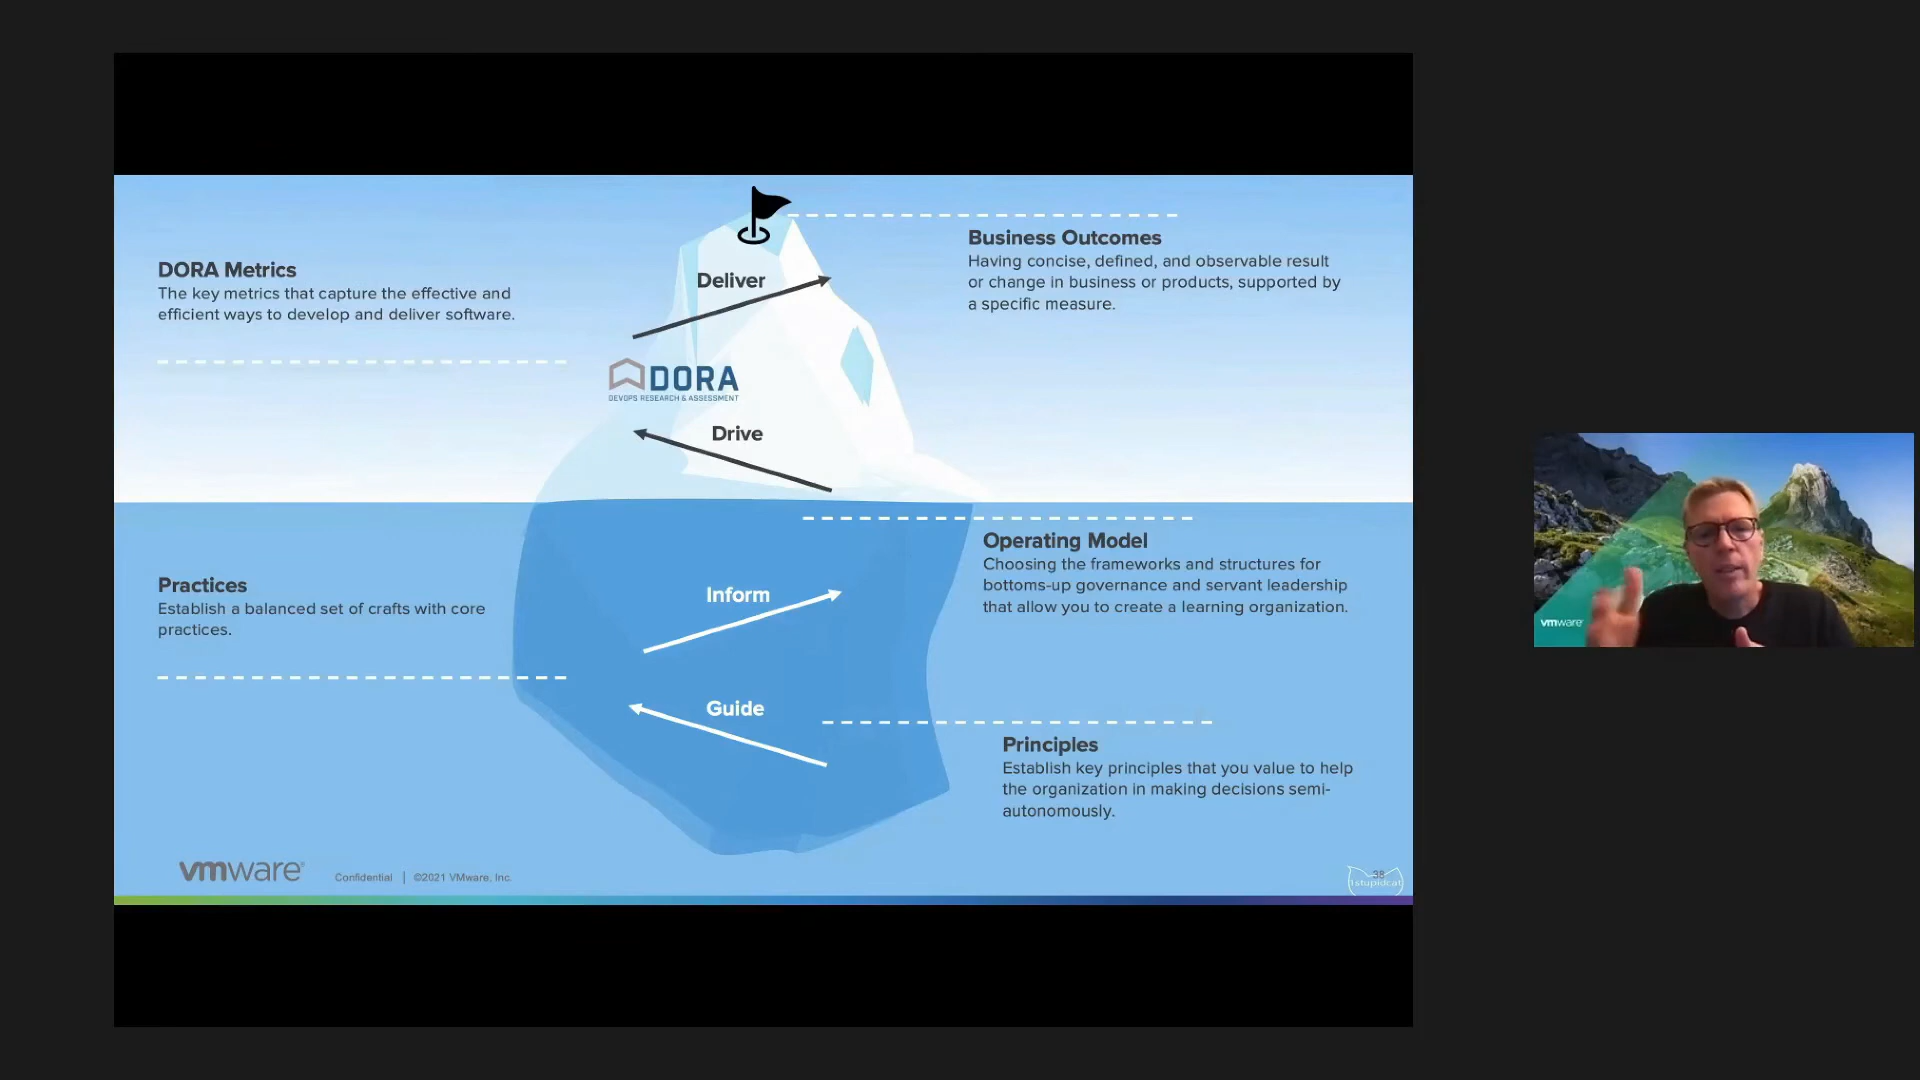 DORA Metrics
The key metrics that capture the effective and
efficient ways to develop and deliver software.
Deliver
Business Outcomes
Having concise, defined, and observable result
or change in business or products, supported by
a specific measure.
DORA
DEVOPS RESEARCH & ASSESSMENT
Drive
Operating Model
Choosing the frameworks and structures for
bottoms-up governance and servant leadership
that allow you to create a learning organization.
Practices
Establish a balanced set of crafts with core
practices.
Inform
Guide
Principles
Establish key principles that you value to help
the organization in making decisions semi-
autonomously.
vmware®
Confidential | ©2021 VMware, Inc.
38
1stupidcat
vmware